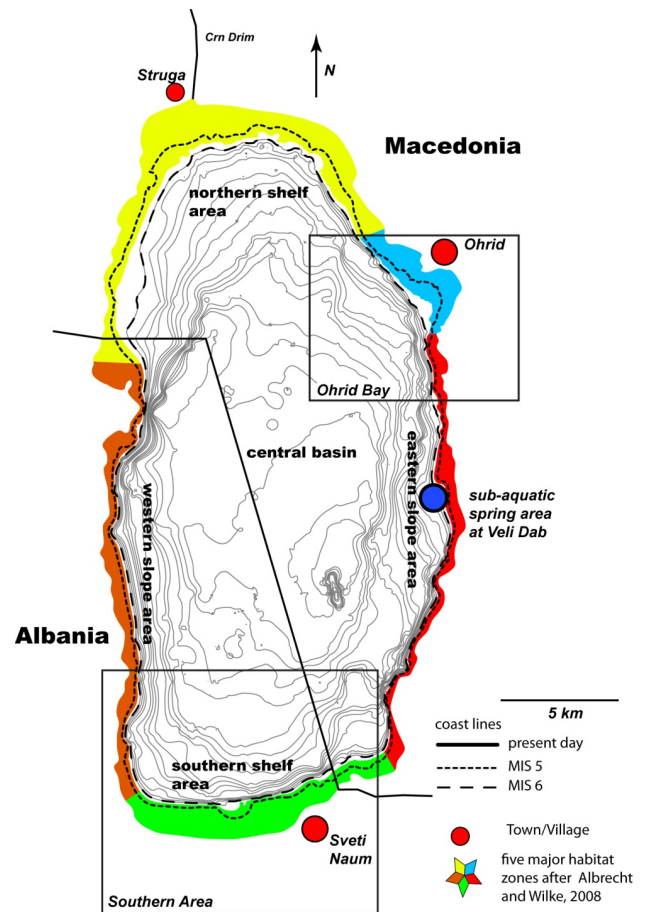 Crn Drim
Struga
N
Macedonia
northern shelf
area
Ohrid
Ohrid Bay
central basin
eastern slope area
sub-aquatic
spring area
at Veli Dab
western slope area
Albania
5 km
coast lines
present day
MIS 5
MIS 6
southern shelf
area
Town/Village
Sveti
Naum
five major habitat
zones after Albrecht
and Wilke, 2008
Southern Area